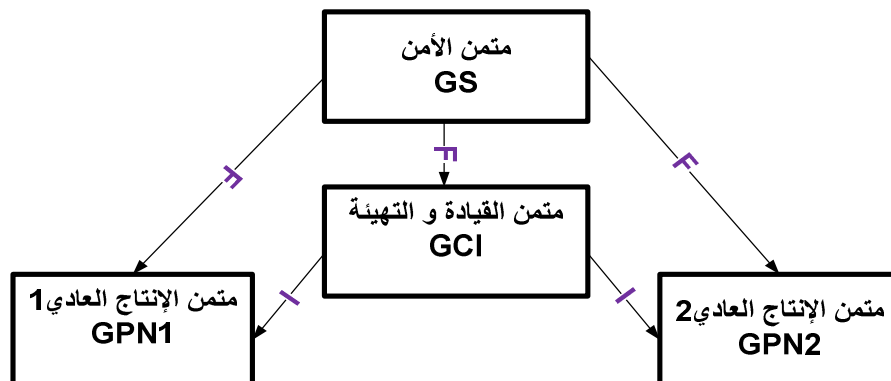 متمن الأمن
GS
F
F
F
متمن القيادة و التهيئة
GCI
I
I
متمن الإنتاج العادي1
GPN1
متمن الإنتاج العادي2
GPN2